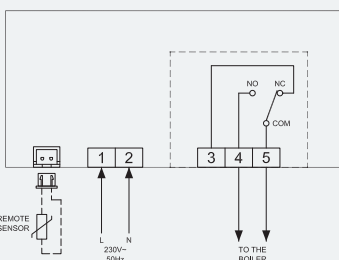 NO NC
COM
1 2 3 4 5
REMOTE
SENSOR
L N
230V~
50Hz
TO THE
BOILER